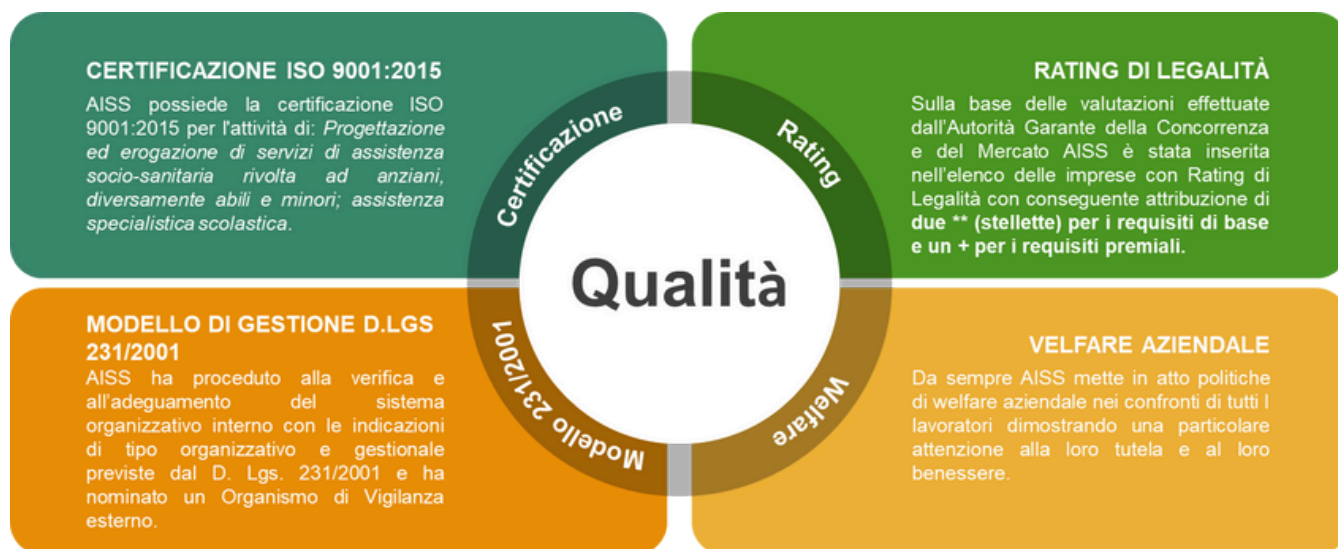 CERTIFICAZIONE ISO 9001:2015
AISS possiede la certificazione ISO
9001:2015 per l'attività di: Progettazione
ed erogazione di servizi di assistenza
socio-sanitaria rivolta ad anziani,
diversamente abili e minori; assistenza
specialistica scolastica.
RATING DI LEGALITÀ
Sulla base delle valutazioni effettuate
dall'Autorità Garante della Concorrenza
e del Mercato AISS è stata inserita
nell'elenco delle imprese con Rating di
Legalità con conseguente attribuzione di
due ** (stellette) per i requisiti di base
e un + per i requisiti premiali.
Certificazione
Rating
Qualità
Modello 231/2001
Welfare
MODELLO DI GESTIONE D.LGS
231/2001
AISS ha proceduto alla verifica e
all'adeguamento del sistema
organizzativo interno con le indicazioni
di tipo organizzativo e gestionale
previste dal D. Lgs. 231/2001 e ha
nominato un Organismo di Vigilanza
esterno.
VELFARE AZIENDALE
Da sempre AISS mette in atto politiche
di welfare aziendale nei confronti di tutti I
lavoratori dimostrando una particolare
attenzione alla loro tutela e al loro
benessere.